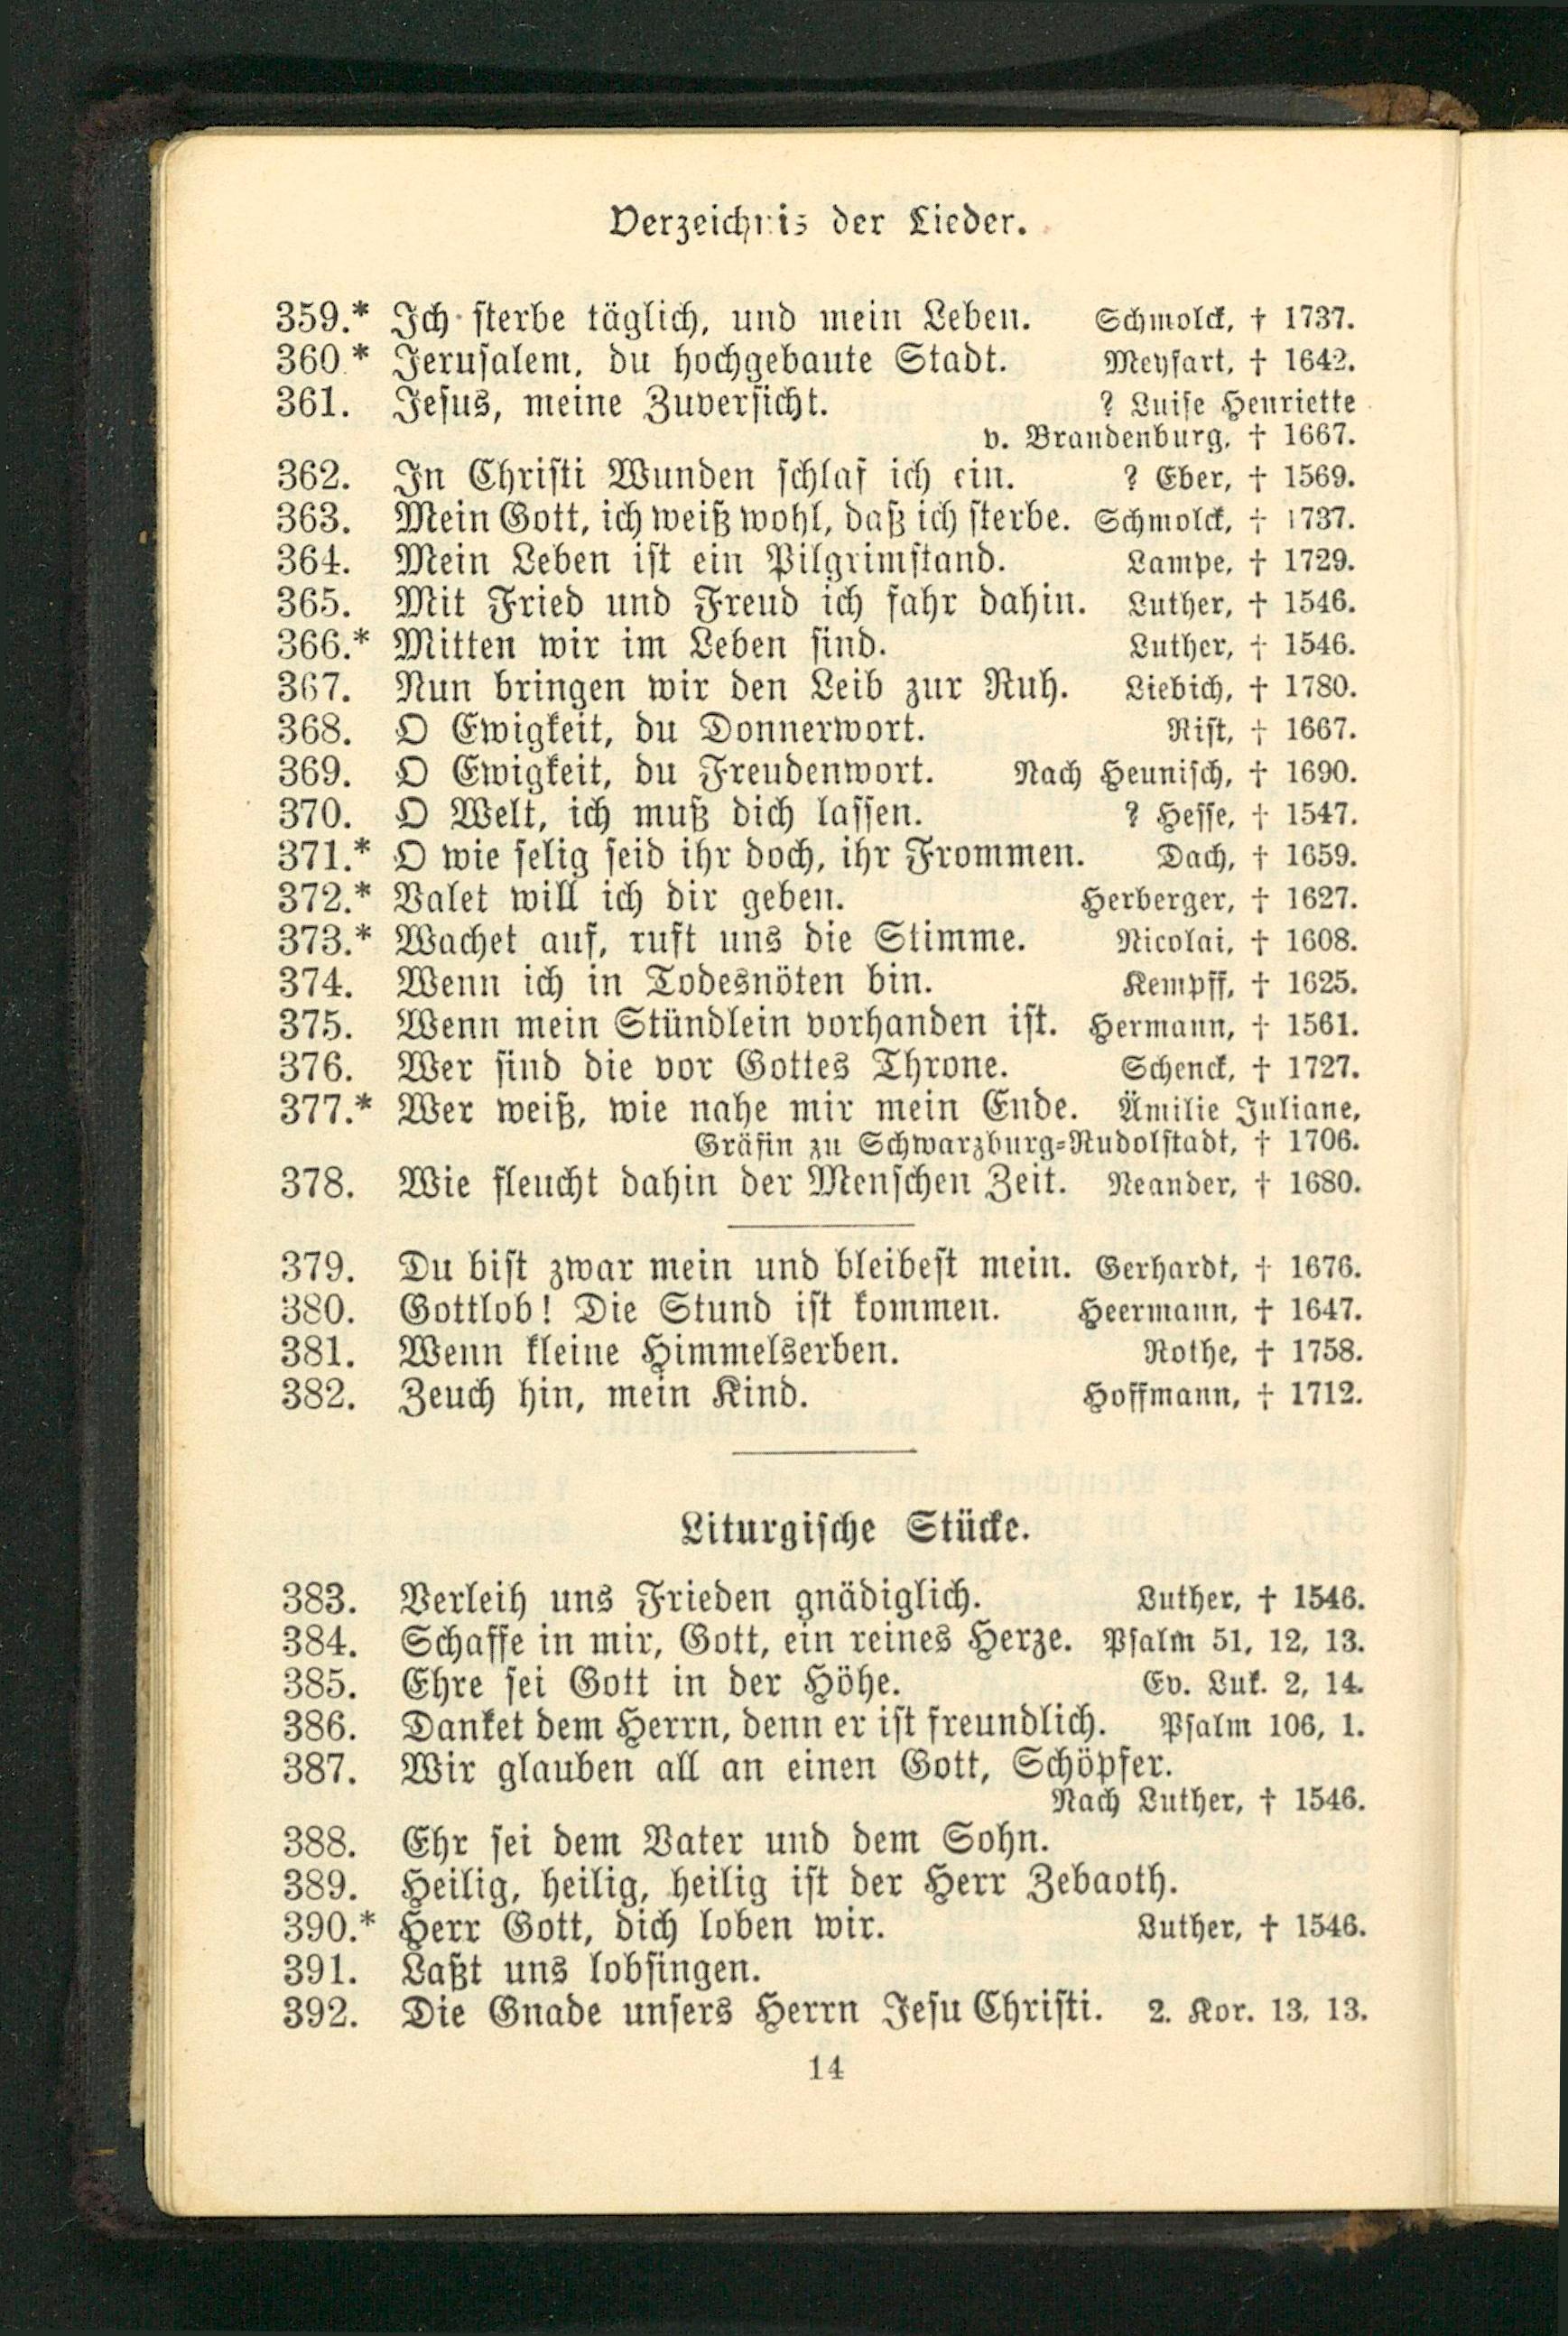 Verzeichnis der Lieder.
359.* Ich sterbe täglich, und mein Leben. Schmolck, † 1737.
360.* Jerusalem, du hochgebaute Stadt. Meyfart, † 1642.
361. Jesus, meine Zuversicht. ? Luise Henriette
v. Brandenburg, † 1667.
362. In Christi Wunden schlaf ich ein. ? Eber, † 1569.
363. Mein Gott, ich weiß wohl, daß ich sterbe. Schmolck, † 1737.
364. Mein Leben ist ein Pilgrimstand. Lampe, † 1729.
365. Mit Fried und Freud ich fahr dahin. Luther, † 1546.
366.* Mitten wir im Leben sind. Luther, † 1546.
367. Nun bringen wir den Leib zur Ruh. Liebich, † 1780.
368. O Ewigkeit, du Donnerwort. Rist, † 1667.
369. O Ewigkeit, du Freudenwort. Nach Heunisch, † 1690.
370. O Welt, ich muß dich lassen. ? Hesse, † 1547.
371.* O wie selig seid ihr doch, ihr Frommen. Dach, † 1659.
372.* Valet will ich dir geben. Herberger, † 1627.
373.* Wachet auf, ruft uns die Stimme. Nicolai, † 1608.
374. Wenn ich in Todesnöten bin. Kempff, † 1625.
375. Wenn mein Stündlein vorhanden ist. Hermann, † 1561.
376. Wer sind die vor Gottes Throne. Schenck, † 1727.
377.* Wer weiß, wie nahe mir mein Ende. Ämilie Juliane,
Gräfin zu Schwarzburg-Rudolstadt, † 1706.
378. Wie fleucht dahin der Menschen Zeit. Neander, † 1680.
379. Du bist zwar mein und bleibest mein. Gerhardt, † 1676.
380. Gottlob! Die Stund ist kommen. Heermann, † 1647.
381. Wenn kleine Himmelserben. Rothe, † 1758.
382. Zeuch hin, mein Kind. Hoffmann, † 1712.
Liturgische Stücke.
383. Verleih uns Frieden gnädiglich. Luther, † 1546.
384. Schaffe in mir, Gott, ein reines Herze. Psalm 51, 12, 13.
385. Ehre sei Gott in der Höhe. Ev. Luk. 2, 14.
386. Danket dem Herrn, denn er ist freundlich. Psalm 106, 1.
387. Wir glauben all an einen Gott, Schöpfer.
Nach Luther, † 1546.
388. Ehr sei dem Vater und dem Sohn.
389. Heilig, heilig, heilig ist der Herr Zebaoth.
390.* Herr Gott, dich loben wir. Luther, † 1546.
391. Laßt uns lobsingen.
392. Die Gnade unsers Herrn Jesu Christi. 2. Kor. 13, 13.
14